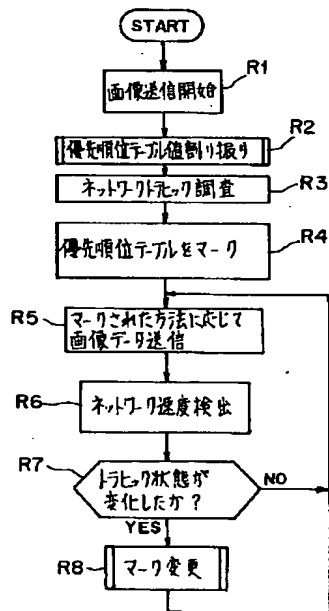 START
R1
画像送信開始
R2
優先順位テーブル値割り振り
R3
ネットワークトラヒック調査
R4
優先順位テーブルをマーク
R5
マークされた方法に応じて
画像データ送信
R6
ネットワーク速度検出
R7
トラヒック状態が
変化したか?
NO
YES
R8
マーク変更